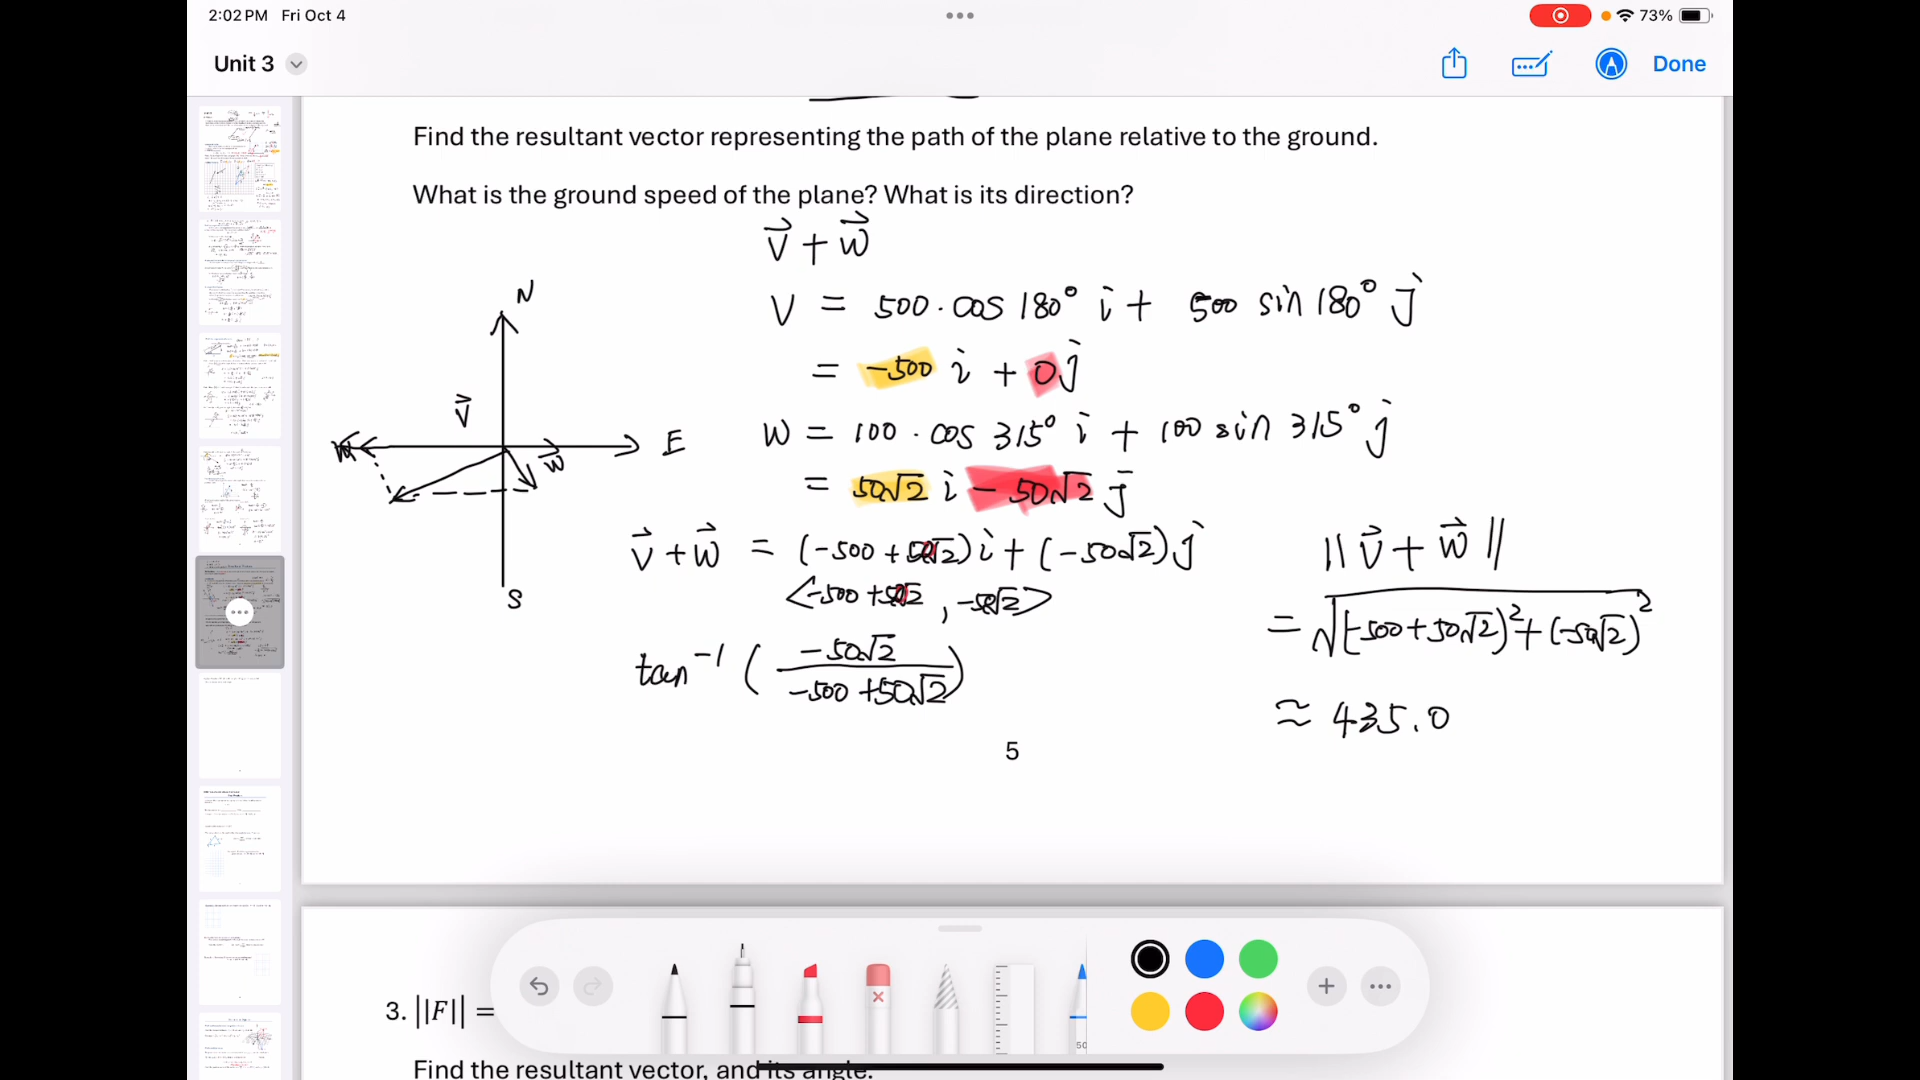 2:02 PM Fri Oct 4
73%
Unit 3
Done
Find the resultant vector representing the path of the plane relative to the ground.
What is the ground speed of the plane? What is its direction?
v⃗ + w⃗
V = 500 · cos 180° i + 500 sin 180° j
= -500 i + 0j
W = 100 · cos 315° i + 100 sin 315° j
= 50√2 i - 50√2 j
v⃗ + w⃗ = (-500 + 50√2) i + (-50√2) j
<-500 + 50√2, -50√2>
tan⁻¹ ( -50√2 / -500 + 50√2 )
‖ v⃗ + w⃗ ‖
= √(-500 + 50√2)² + (-50√2)²
≈ 435.0
N
v⃗
E
w⃗
S
5
3. ||F|| =
50
Find the resultant vector, and its angle.